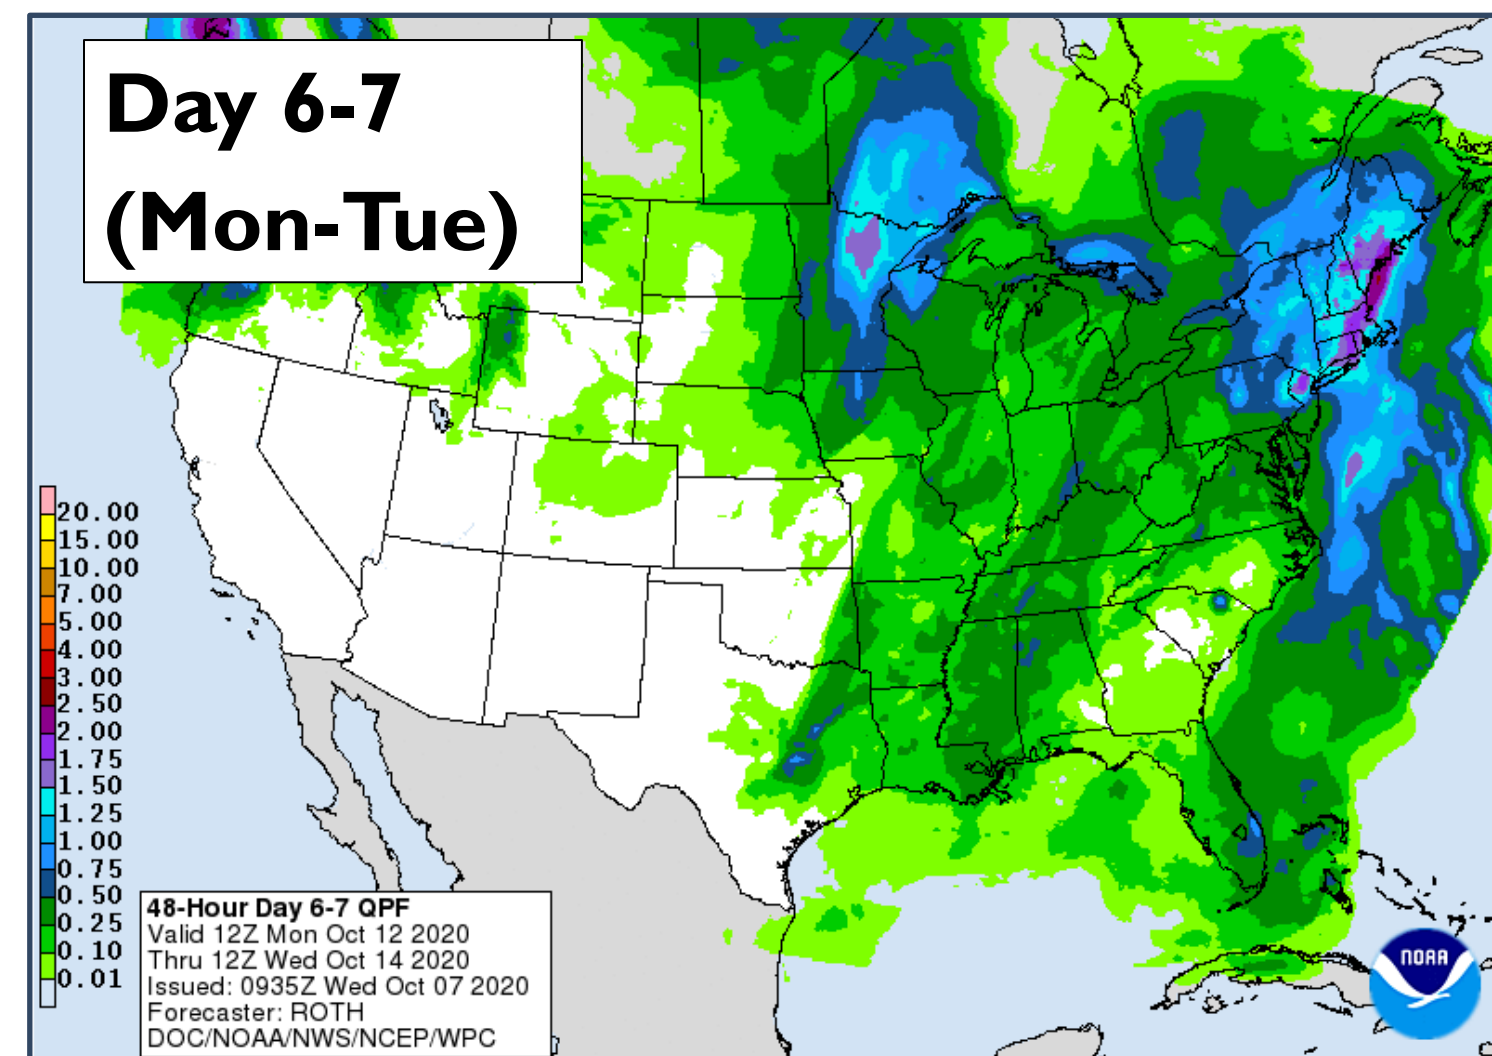 Day 6-7
(Mon-Tue)
20.00
15.00
10.00
7.00
5.00
4.00
3.00
2.50
2.00
1.75
1.50
1.25
1.00
0.75
0.50
0.25
0.10
0.01
48-Hour Day 6-7 QPF
Valid 12Z Mon Oct 12 2020
Thru 12Z Wed Oct 14 2020
Issued: 0935Z Wed Oct 07 2020
Forecaster: ROTH
DOC/NOAA/NWS/NCEP/WPC
NOAA